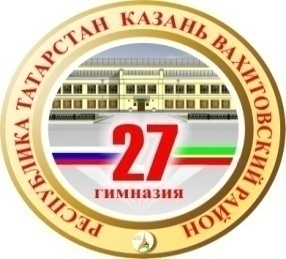 РЕСПУБЛИКА ТАТАРСТАН КАЗАНЬ ВАХИТОВСКИЙ РАЙОН
27
гимназия